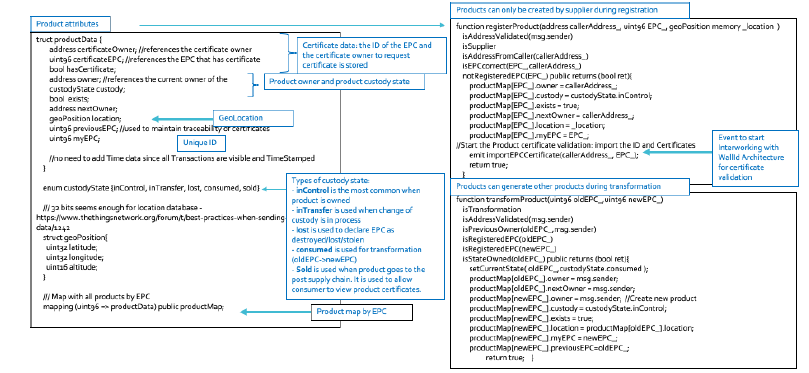 Product attributes
truct productData {
address certificateOwner; //references the certificate owner
uint96 certificateEPC; //references the EPC that has certificate
bool hasCertificate;
address owner; //references the current owner of the
custodyState custody;
bool exists;
address nextOwner;
geoPosition location;
uint96 previousEPC; //used to maintain traceability of certificates
uint96 myEPC;
//no need to add Time data since all Transactions are visible and TimeStamped
}
enum custodyState {inControl, inTransfer, lost, consumed, sold}
/// 32 bits seems enough for location database -
https://www.thethingsnetwork.org/forum/t/best-practices-when-sending
data/1242
struct geoPosition{
uint32 latitude;
uint32 longitude;
uint16 altitude;
}
/// Map with all products by EPC
mapping (uint96 => productData) public productMap;
Certificate data: the ID of the EPC and
the certificate owner to request
certificate is stored
Product owner and product custody state
GeoLocation
Unique ID
Types of custody state:
- inControl is the most common when
product is owned
- inTransfer is used when change of
custody is in process
- lost is used to declare EPC as
destroyed/lost/stolen
- consumed is used for transformation
(oldEPC->newEPC)
- Sold is used when product goes to the
post supply chain. It is used to allow
consumer to view product certificates.
Product map by EPC
Products can only be created by supplier during registration
function registerProduct(address callerAddress_, uint96 EPC_, geoPosition memory _location )
isAddressValidated(msg.sender)
isSupplier
isAddressFromCaller(callerAddress_)
isEPCcorrect(EPC_,callerAddress_)
notRegisteredEPC(EPC_) public returns (bool ret){
productMap[EPC_].owner = callerAddress_;
productMap[EPC_].custody = custodyState.inControl;
productMap[EPC_].exists = true;
productMap[EPC_].nextOwner = callerAddress_;
productMap[EPC_].location = _location;
productMap[EPC_].myEPC = EPC_;
//Start the Product certificate validation: import the ID and Certificates
emit importEPCCertificate(callerAddress_, EPC_);
return true;
}
Event to start
Interworking with
WalliD Architecture
for certificate
validation
Products can generate other products during transformation
function transformProduct(uint96 oldEPC_,uint96 newEPC_)
isTransformation
isAddressValidated(msg.sender)
isPreviousOwner(oldEPC_,msg.sender)
isRegisteredEPC(oldEPC_)
isRegisteredEPC(newEPC_)
isStateOwned(oldEPC_) public returns (bool ret){
setCurrentState( oldEPC_,custodyState.consumed );
productMap[oldEPC_].owner = msg.sender;
productMap[oldEPC_].nextOwner = msg.sender;
productMap[newEPC_].owner = msg.sender; //Create new product
productMap[newEPC_].custody = custodyState.inControl;
productMap[newEPC_].exists = true;
productMap[newEPC_].location = productMap[oldEPC_].location;
productMap[newEPC_].myEPC = newEPC_;
productMap[newEPC_].previousEPC=oldEPC_;
return true; }